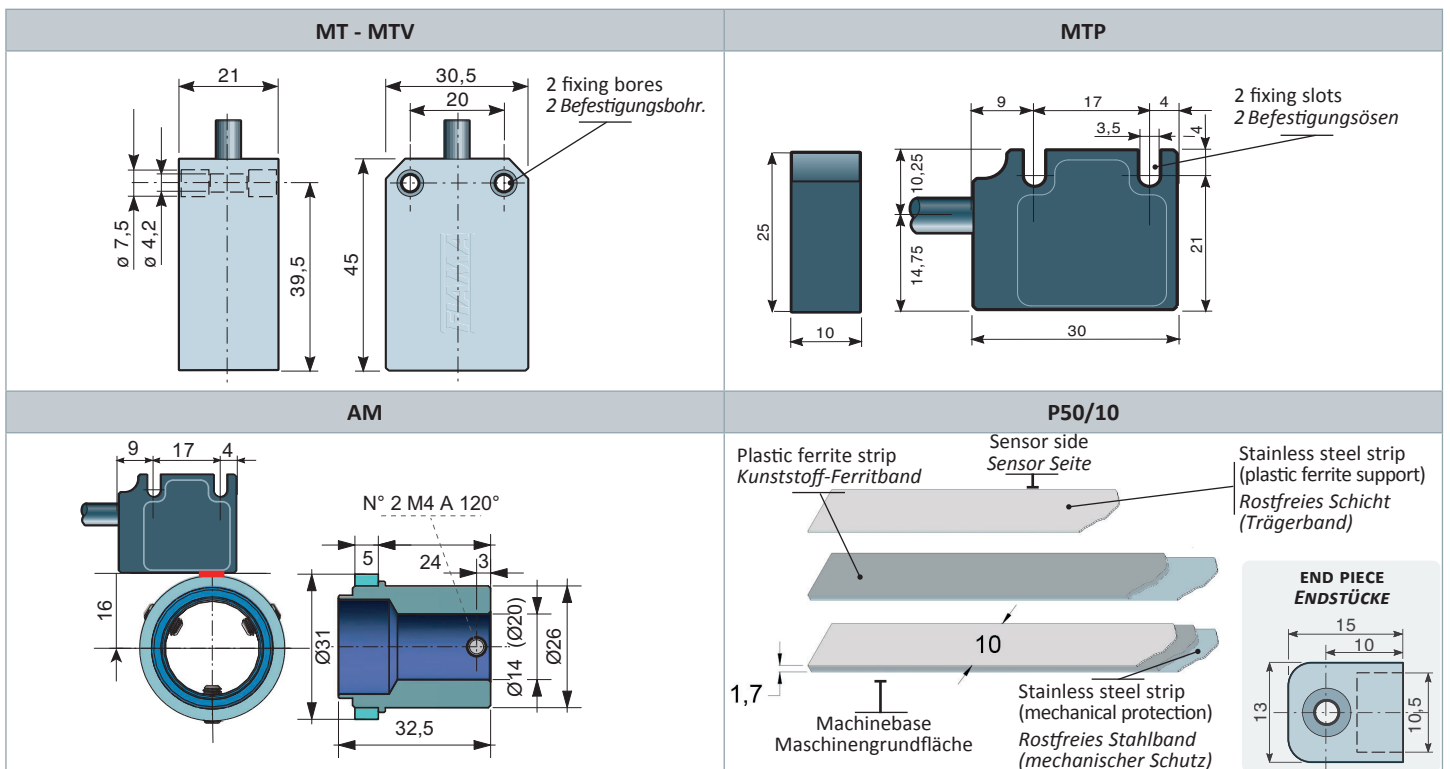 MT - MTV
21
30,5
20
2 fixing bores
2 Befestigungsbohr.
ø 7,5
ø 4,2
39,5
45
FIAMA
MTP
9
17
4
3,5
4
2 fixing slots
2 Befestigungsösen
25
10
10,25
14,75
21
30
AM
9
17
4
16
N° 2 M4 A 120°
5
24
3
Ø31
Ø14 (Ø20)
Ø26
32,5
P50/10
Plastic ferrite strip
Kunststoff-Ferritband
Sensor side
Sensor Seite
Stainless steel strip
(plastic ferrite support)
Rostfreies Schicht
(Trägerband)
10
1,7
Machinebase
Maschinengrundfläche
Stainless steel strip
(mechanical protection)
Rostfreies Stahlband
(mechanischer Schutz)
END PIECE
ENDSTÜCKE
15
10
13
10,5